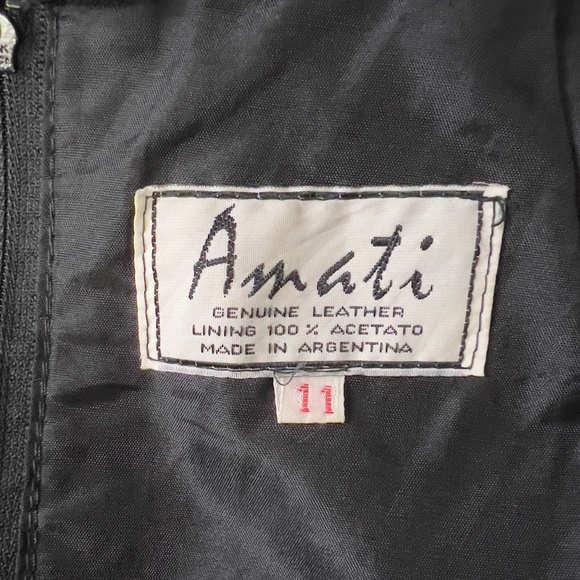 Amati
GENUINE LEATHER
LINING 100 % ACETATO
MADE IN ARGENTINA
11